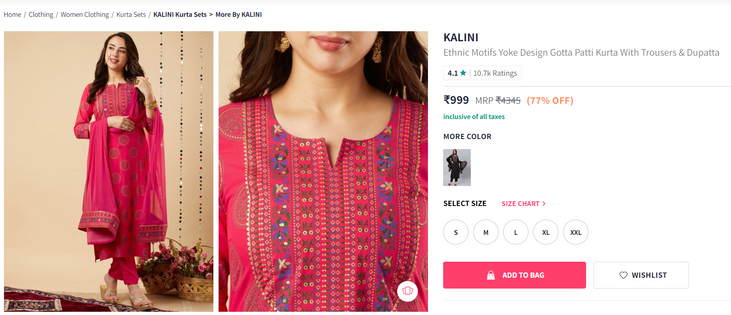 Home / Clothing / Women Clothing / Kurta Sets / KALINI Kurta Sets > More By KALINI
KALINI
Ethnic Motifs Yoke Design Gotta Patti Kurta With Trousers & Dupatta
4.1 ★ | 10.7k Ratings
₹999 MRP ₹4345 (77% OFF)
inclusive of all taxes
MORE COLOR
SELECT SIZE SIZE CHART >
S M L XL XXL
ADD TO BAG WISHLIST